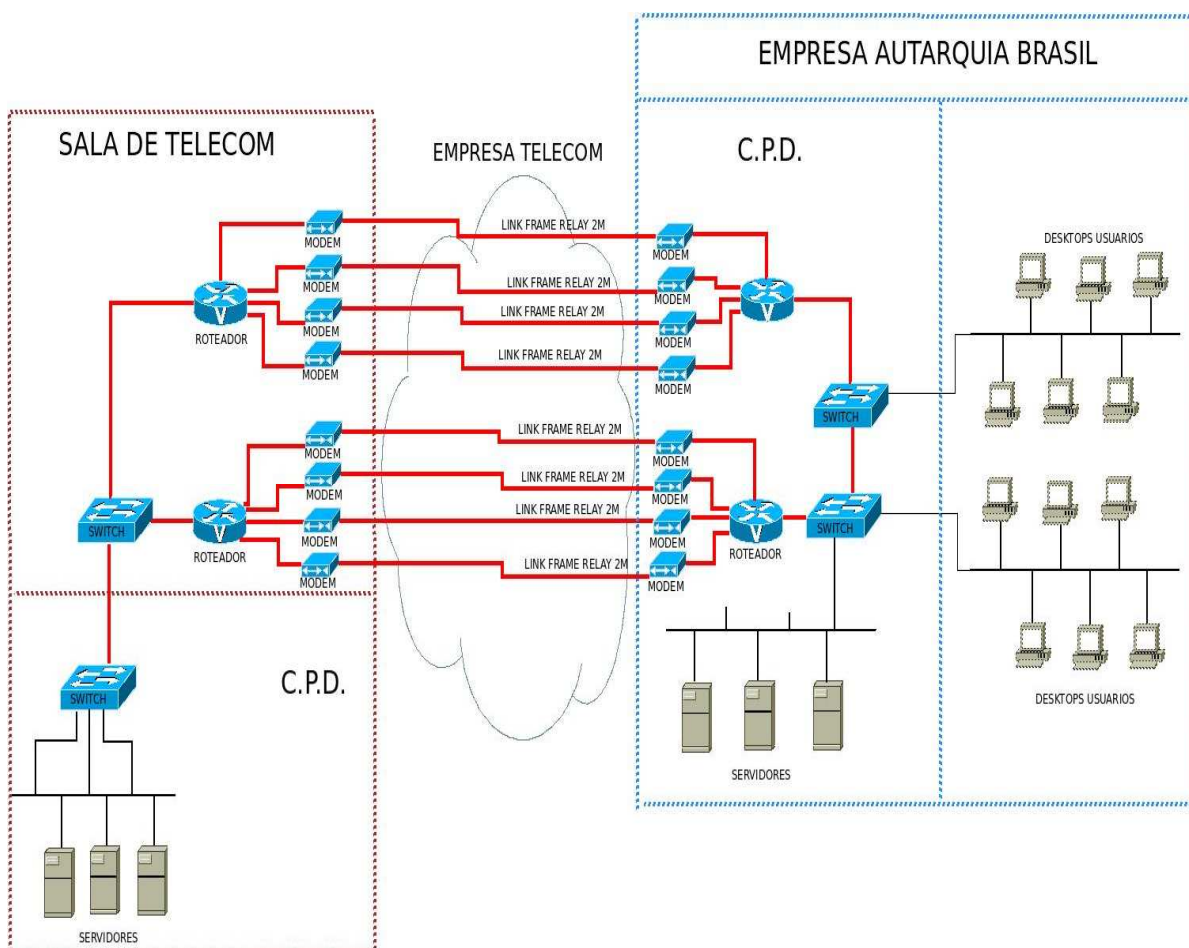 EMPRESA AUTARQUIA BRASIL
SALA DE TELECOM
EMPRESA TELECOM
C.P.D.
MODEM
LINK FRAME RELAY 2M
MODEM
DESKTOPS USUARIOS
MODEM
LINK FRAME RELAY 2M
MODEM
MODEM
LINK FRAME RELAY 2M
MODEM
ROTEADOR
MODEM
LINK FRAME RELAY 2M
MODEM
SWITCH
MODEM
LINK FRAME RELAY 2M
MODEM
MODEM
LINK FRAME RELAY 2M
MODEM
SWITCH
MODEM
LINK FRAME RELAY 2M
MODEM
SWITCH
ROTEADOR
ROTEADOR
MODEM
LINK FRAME RELAY 2M
MODEM
C.P.D.
SWITCH
DESKTOPS USUARIOS
SERVIDORES
SERVIDORES